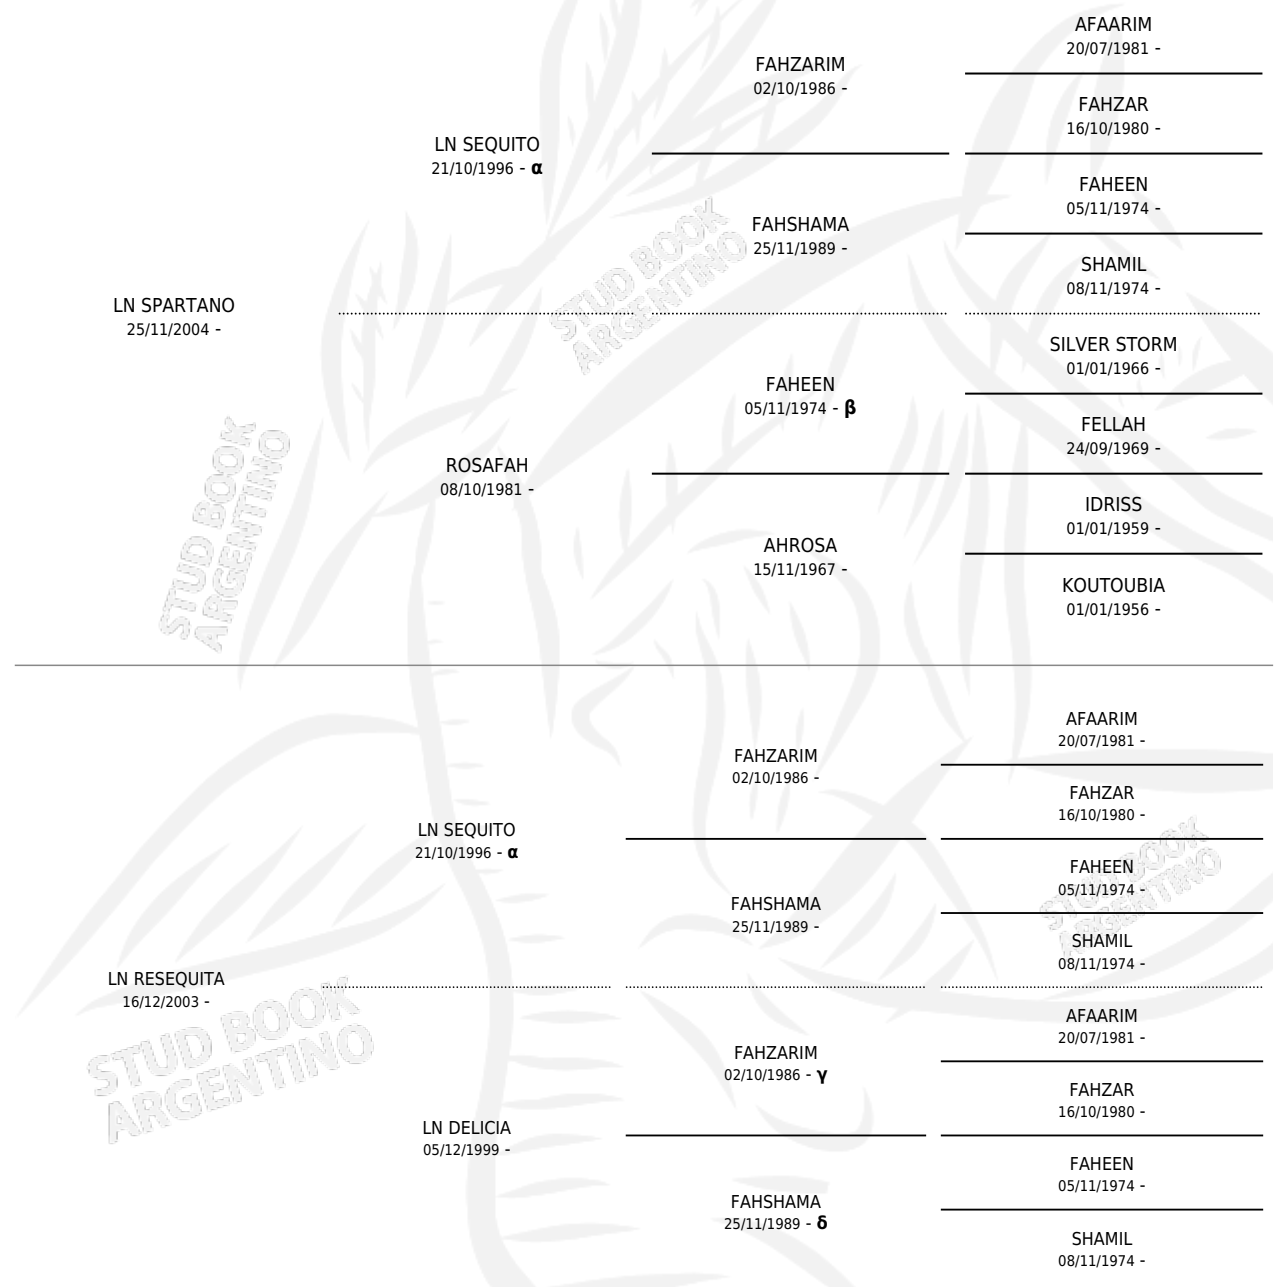 AFAARIM
20/07/1981 -
FAHZARIM
02/10/1986 -
FAHZAR
16/10/1980 -
LN SEQUITO
21/10/1996 - α
FAHEEN
05/11/1974 -
FAHSHAMA
25/11/1989 -
SHAMIL
08/11/1974 -
LN SPARTANO
25/11/2004 -
SILVER STORM
01/01/1966 -
FAHEEN
05/11/1974 - β
FELLAH
24/09/1969 -
ROSAFAH
08/10/1981 -
IDRISS
01/01/1959 -
AHROSA
15/11/1967 -
KOUTOUBIA
01/01/1956 -
STUD BOOK
ARGENTINO
STUD BOOK
ARGENTINO
AFAARIM
20/07/1981 -
FAHZARIM
02/10/1986 -
FAHZAR
16/10/1980 -
LN SEQUITO
21/10/1996 - α
FAHEEN
05/11/1974 -
FAHSHAMA
25/11/1989 -
SHAMIL
08/11/1974 -
LN RESEQUITA
16/12/2003 -
AFAARIM
20/07/1981 -
FAHZARIM
02/10/1986 - γ
FAHZAR
16/10/1980 -
LN DELICIA
05/12/1999 -
FAHEEN
05/11/1974 -
FAHSHAMA
25/11/1989 - δ
SHAMIL
08/11/1974 -
STUD BOOK
ARGENTINO
STUD BOOK
ARGENTINO